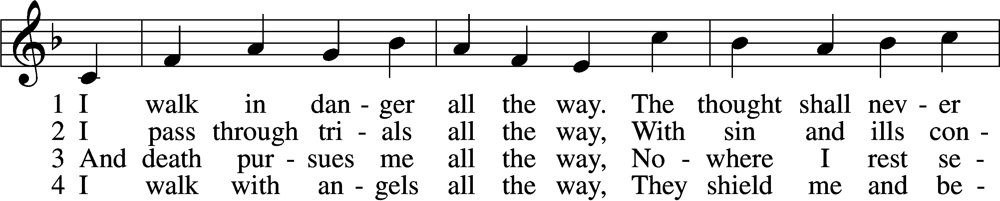 1 I walk in dan - ger all the way. The thought shall nev - er
2 I pass through tri - als all the way, With sin and ills con -
3 And death pur - sues me all the way, No - where I rest se -
4 I walk with an - gels all the way, They shield me and be -